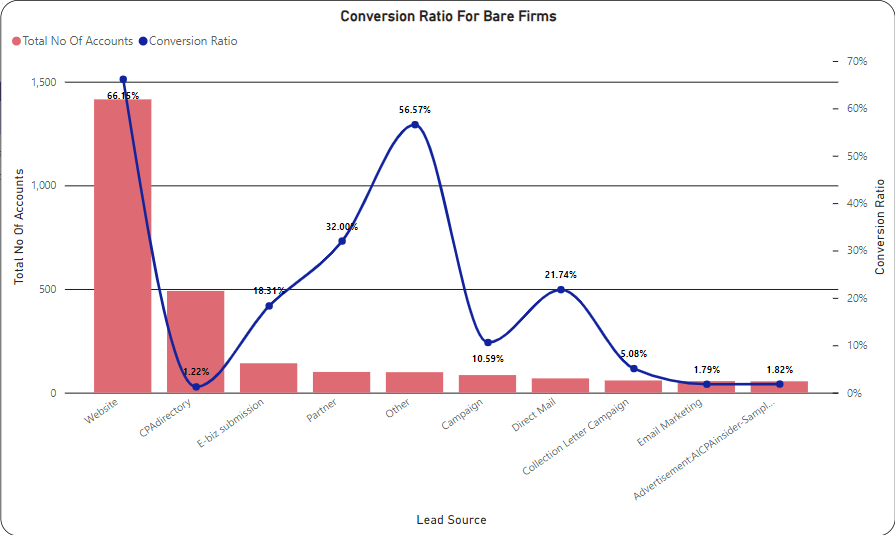 Conversion Ratio For Bare Firms
Total No Of Accounts Conversion Ratio
70%
1,500
66.15%
60%
56.57%
50%
1,000
40%
32.00%
30%
500
18.31%
21.74%
20%
10.59%
10%
1.22%
5.08%
1.79%
1.82%
0
0%
Total No Of Accounts
Conversion Ratio
Website
CPAdirectory
E-biz submission
Partner
Other
Campaign
Direct Mail
Collection Letter Campaign
Email Marketing
Advertisement:AICPAinsider-Sampl...
Lead Source